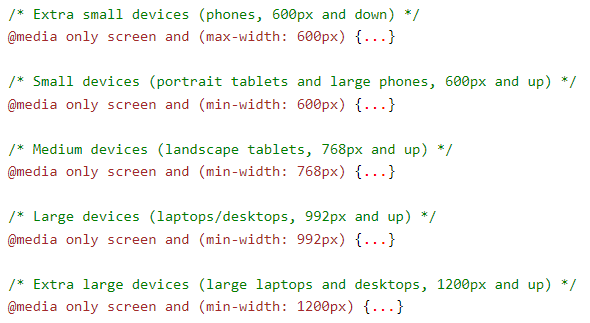 /* Extra small devices (phones, 600px and down) */
@media only screen and (max-width: 600px) {...}
/* Small devices (portrait tablets and large phones, 600px and up) */
@media only screen and (min-width: 600px) {...}
/* Medium devices (landscape tablets, 768px and up) */
@media only screen and (min-width: 768px) {...}
/* Large devices (laptops/desktops, 992px and up) */
@media only screen and (min-width: 992px) {...}
/* Extra large devices (large laptops and desktops, 1200px and up) */
@media only screen and (min-width: 1200px) {...}